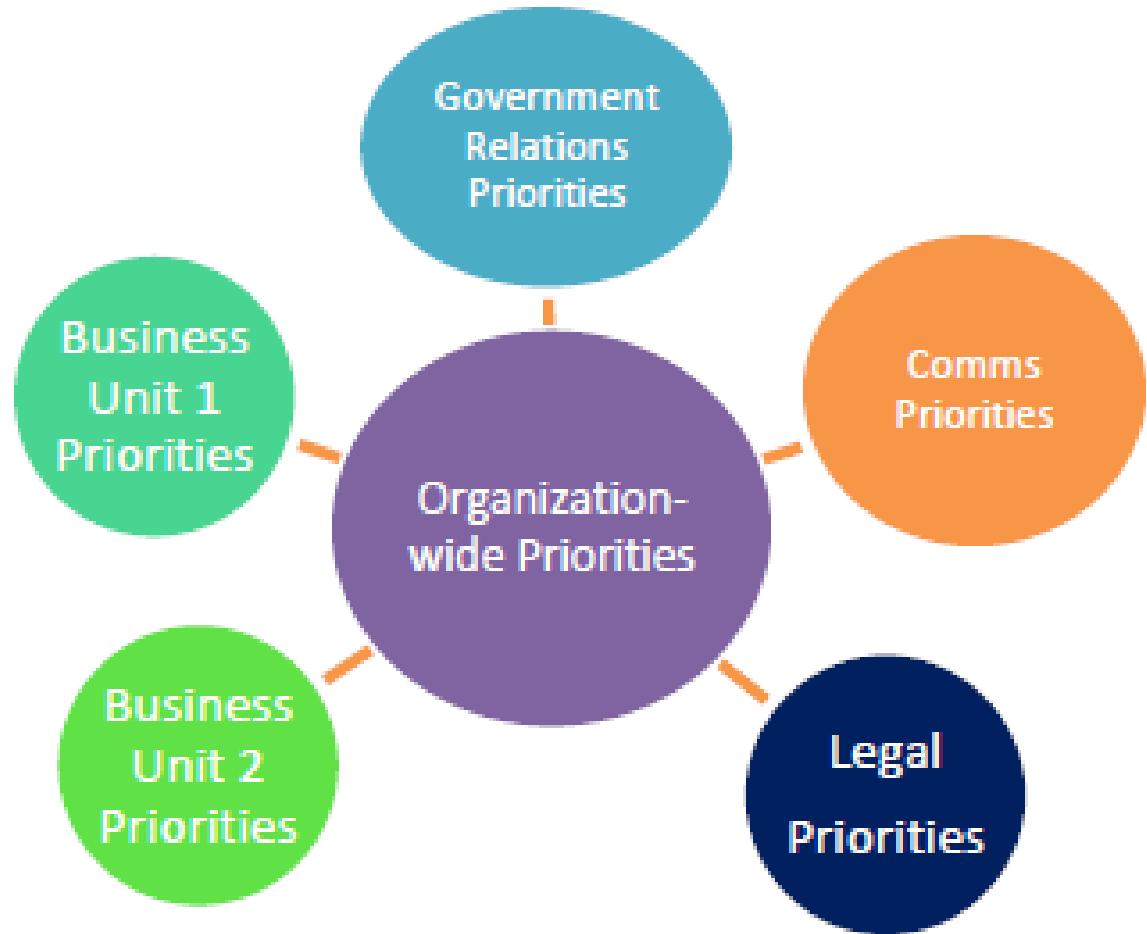 Government
Relations
Priorities
Business
Unit 1
Priorities
Comms
Priorities
Organization-
wide Priorities
Business
Unit 2
Priorities
Legal
Priorities